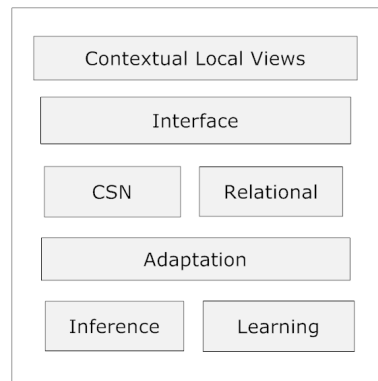 Contextual Local Views
Interface
CSN Relational
Adaptation
Inference Learning